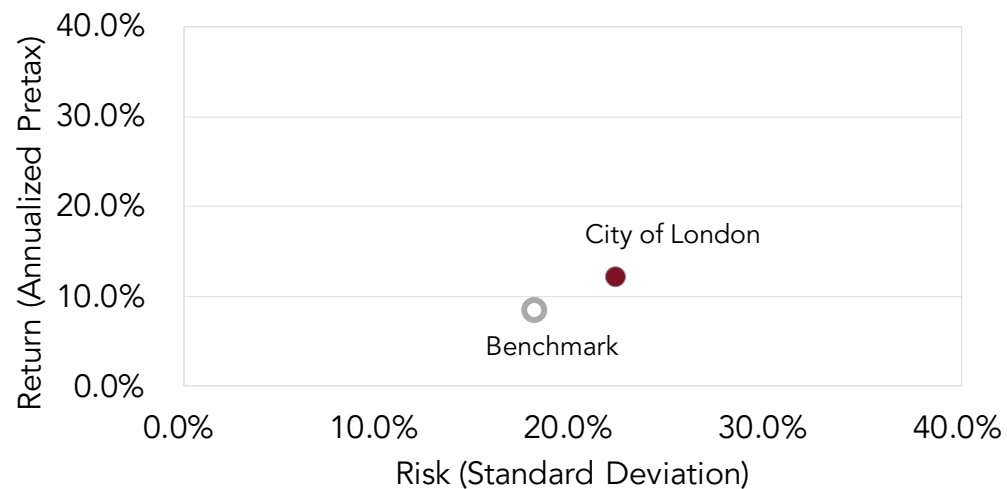 Return (Annualized Pretax)
40.0%
30.0%
20.0%
10.0%
0.0%
City of London
Benchmark
0.0% 10.0% 20.0% 30.0% 40.0%
Risk (Standard Deviation)